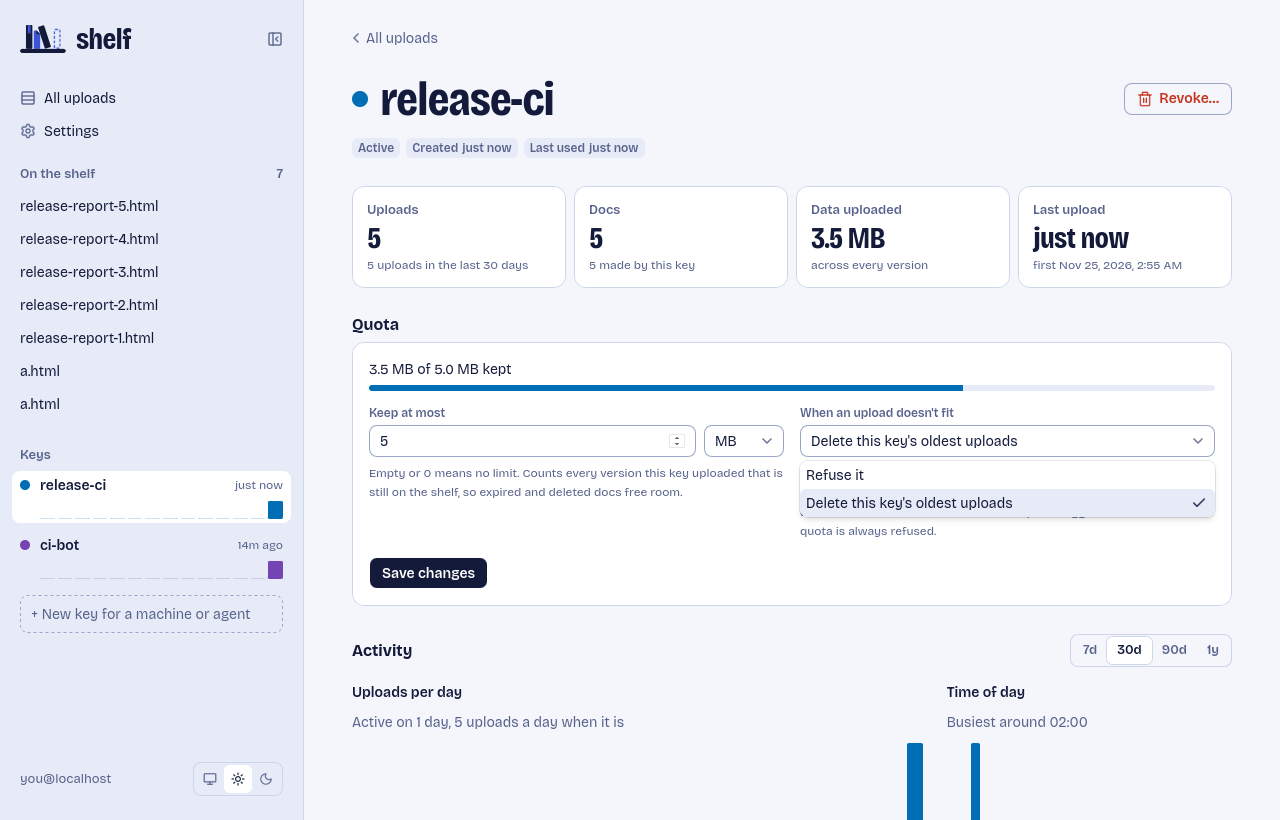 shelf
All uploads
Settings
On the shelf 7
release-report-5.html
release-report-4.html
release-report-3.html
release-report-2.html
release-report-1.html
a.html
a.html
Keys
release-ci just now
ci-bot 14m ago
+ New key for a machine or agent
you@localhost
All uploads
release-ci
Revoke…
Active Created just now Last used just now
Uploads
5
5 uploads in the last 30 days
Docs
5
5 made by this key
Data uploaded
3.5 MB
across every version
Last upload
just now
first Nov 25, 2026, 2:55 AM
Quota
3.5 MB of 5.0 MB kept
Keep at most
5 MB
Empty or 0 means no limit. Counts every version this key uploaded that is
still on the shelf, so expired and deleted docs free room.
When an upload doesn't fit
Delete this key's oldest uploads
Refuse it
Delete this key's oldest uploads
quota is always refused.
Save changes
Activity
7d 30d 90d 1y
Uploads per day
Active on 1 day, 5 uploads a day when it is
Time of day
Busiest around 02:00